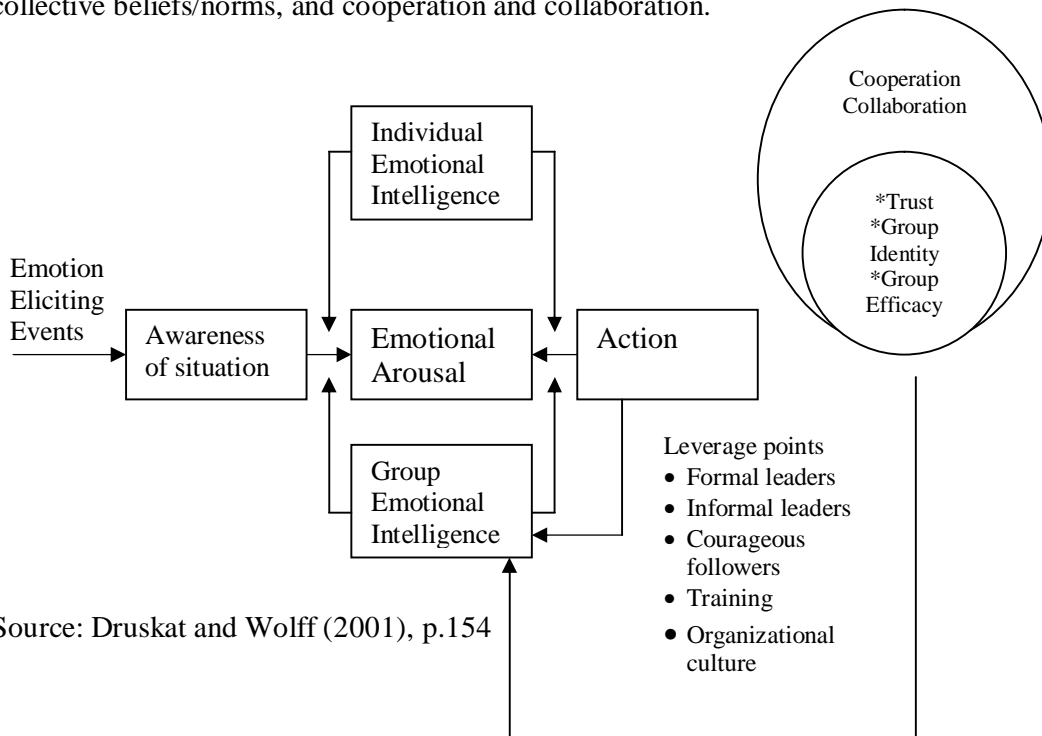 collective beliefs/norms, and cooperation and collaboration.
Cooperation
Collaboration
*Trust
*Group
Identity
*Group
Efficacy
Individual
Emotional
Intelligence
Emotion
Eliciting
Events
Awareness
of situation
Emotional
Arousal
Action
Group
Emotional
Intelligence
Leverage points
• Formal leaders
• Informal leaders
• Courageous
followers
• Training
• Organizational
culture
Source: Druskat and Wolff (2001), p.154